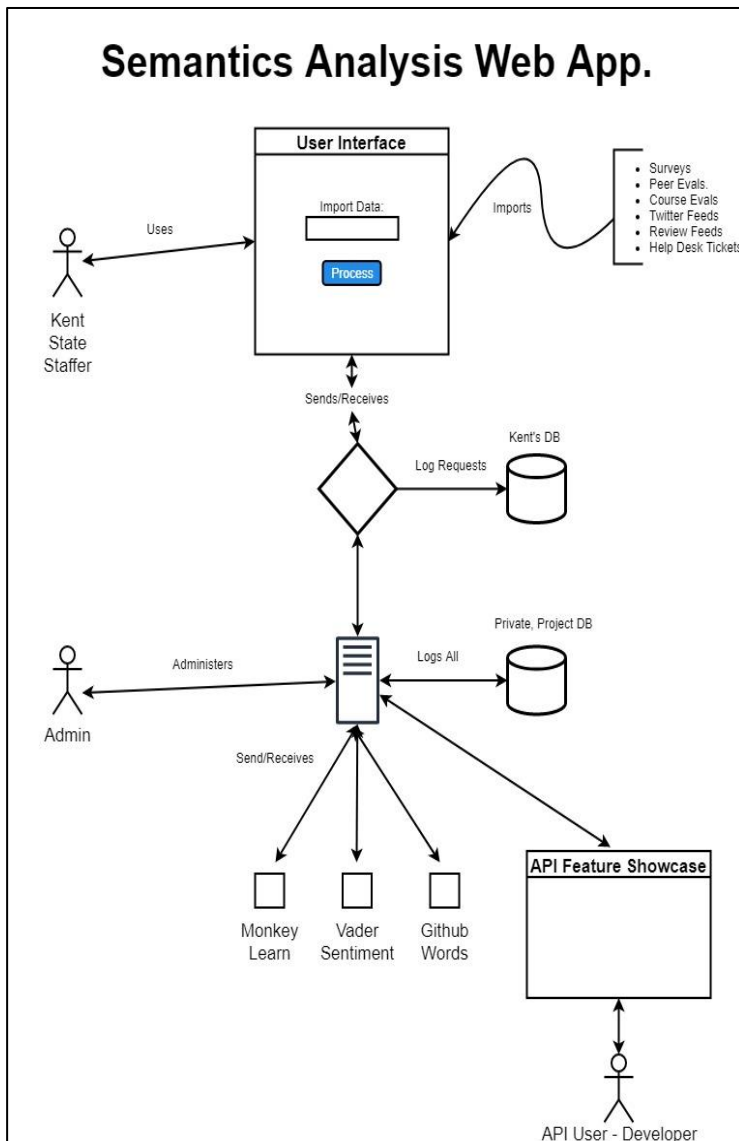 Semantics Analysis Web App.
User Interface
Import Data:
Process
Uses
Imports
Surveys
Peer Evals.
Course Evals
Twitter Feeds
Review Feeds
Help Desk Tickets
Kent
State
Staffer
Sends/Receives
Kent's DB
Log Requests
Private, Project DB
Administers
Logs All
Admin
Send/Receives
API Feature Showcase
Monkey
Learn
Vader
Sentiment
Github
Words
API User - Developer